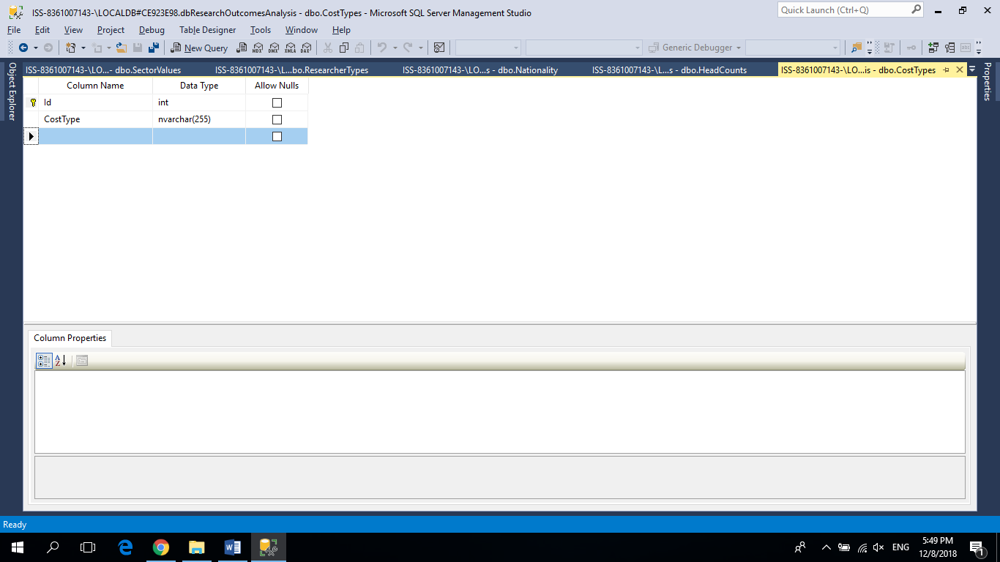 ISS-8361007143-\LOCALDB#CE923E98.dbResearchOutcomesAnalysis - dbo.CostTypes - Microsoft SQL Server Management Studio
Quick Launch (Ctrl+Q)
File Edit View Project Debug Table Designer Tools Window Help
New Query MDX DMX XMLA DAX Generic Debugger
Object Explorer
ISS-8361007143-\LO...- dbo.SectorValues ISS-8361007143-\L...bo.ResearcherTypes ISS-8361007143-\LO...s - dbo.Nationality ISS-8361007143-\L...s - dbo.HeadCounts ISS-8361007143-\LO...is - dbo.CostTypes
Properties
Column Name Data Type Allow Nulls
Id int
CostType nvarchar(255)
Column Properties
Ready
ENG
5:49 PM
12/8/2018
1